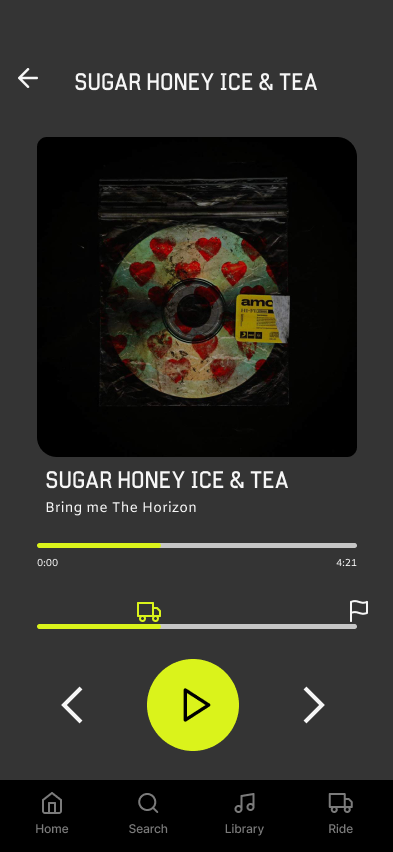 SUGAR HONEY ICE & TEA
amo
SUGAR HONEY ICE & TEA
Bring me The Horizon
0:00 4:21
Home Search Library Ride